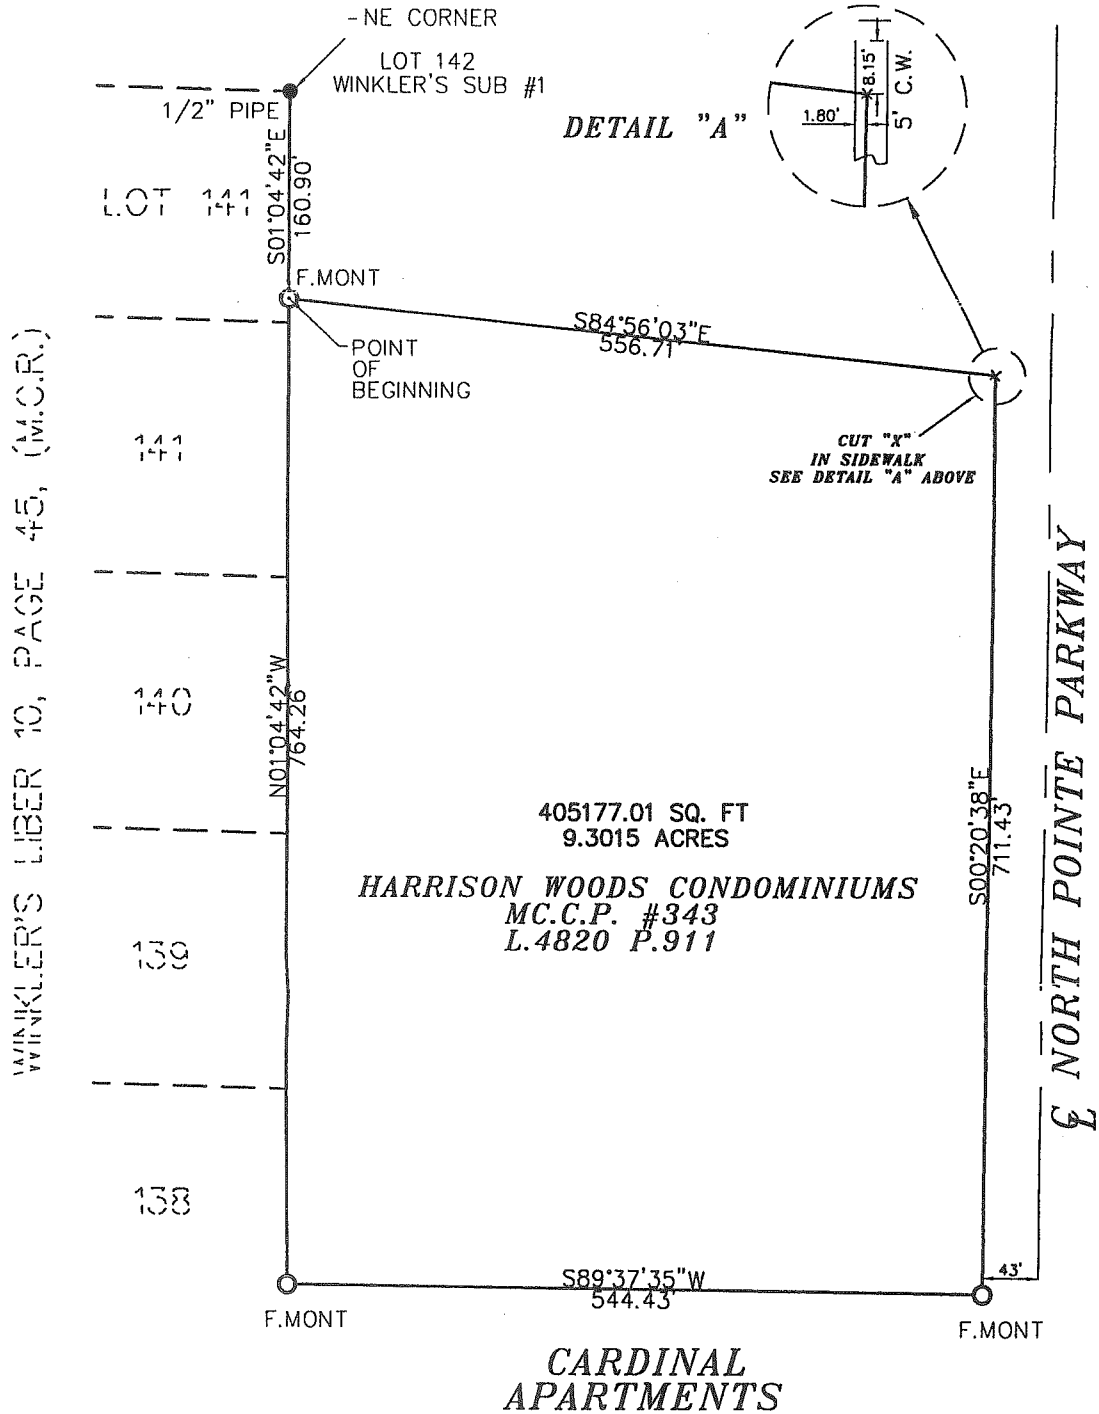 -NE CORNER
LOT 142
WINKLER'S SUB #1
1/2" PIPE
DETAIL "A"
1.80'
8.15'
5' C.W.
LOT 141
S01°04'42"E
160.90'
F.MONT
POINT
OF
BEGINNING
S84°56'03"E
556.71'
CUT "X"
IN SIDEWALK
SEE DETAIL "A" ABOVE
WINKLER'S LIBER 10, PAGE 45, (M.C.R.)
141
140
139
138
N01°04'42"W
764.26
405177.01 SQ. FT
9.3015 ACRES
HARRISON WOODS CONDOMINIUMS
MC.C.P. #343
L.4820 P.911
S00°20'38"E
711.43'
℄ NORTH POINTE PARKWAY
43'
S89°37'35"W
544.43'
F.MONT
F.MONT
CARDINAL
APARTMENTS